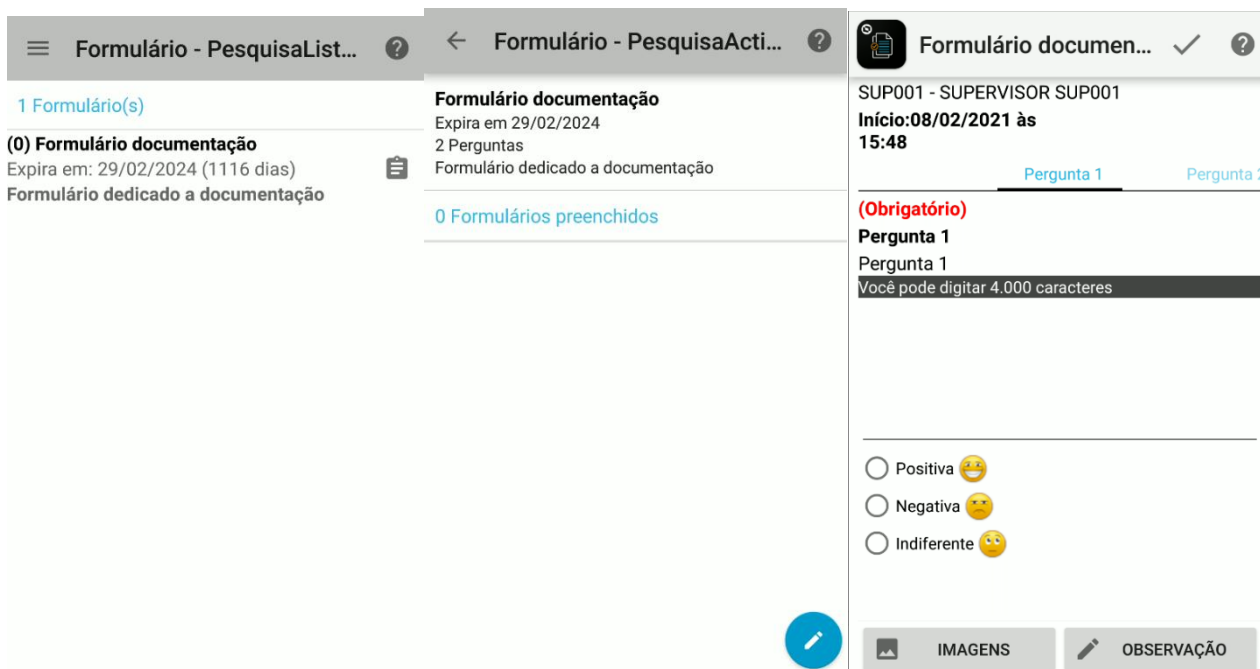 Formulário - PesquisaList...
1 Formulário(s)
(0) Formulário documentação
Expira em: 29/02/2024 (1116 dias)
Formulário dedicado a documentação
Formulário - PesquisaActi...
Formulário documentação
Expira em 29/02/2024
2 Perguntas
Formulário dedicado a documentação
0 Formulários preenchidos
Formulário documen...
SUP001 - SUPERVISOR SUP001
Início:08/02/2021 às
15:48
Pergunta 1 Pergunta 2
(Obrigatório)
Pergunta 1
Pergunta 1
Você pode digitar 4.000 caracteres
Positiva
Negativa
Indiferente
IMAGENS OBSERVAÇÃO